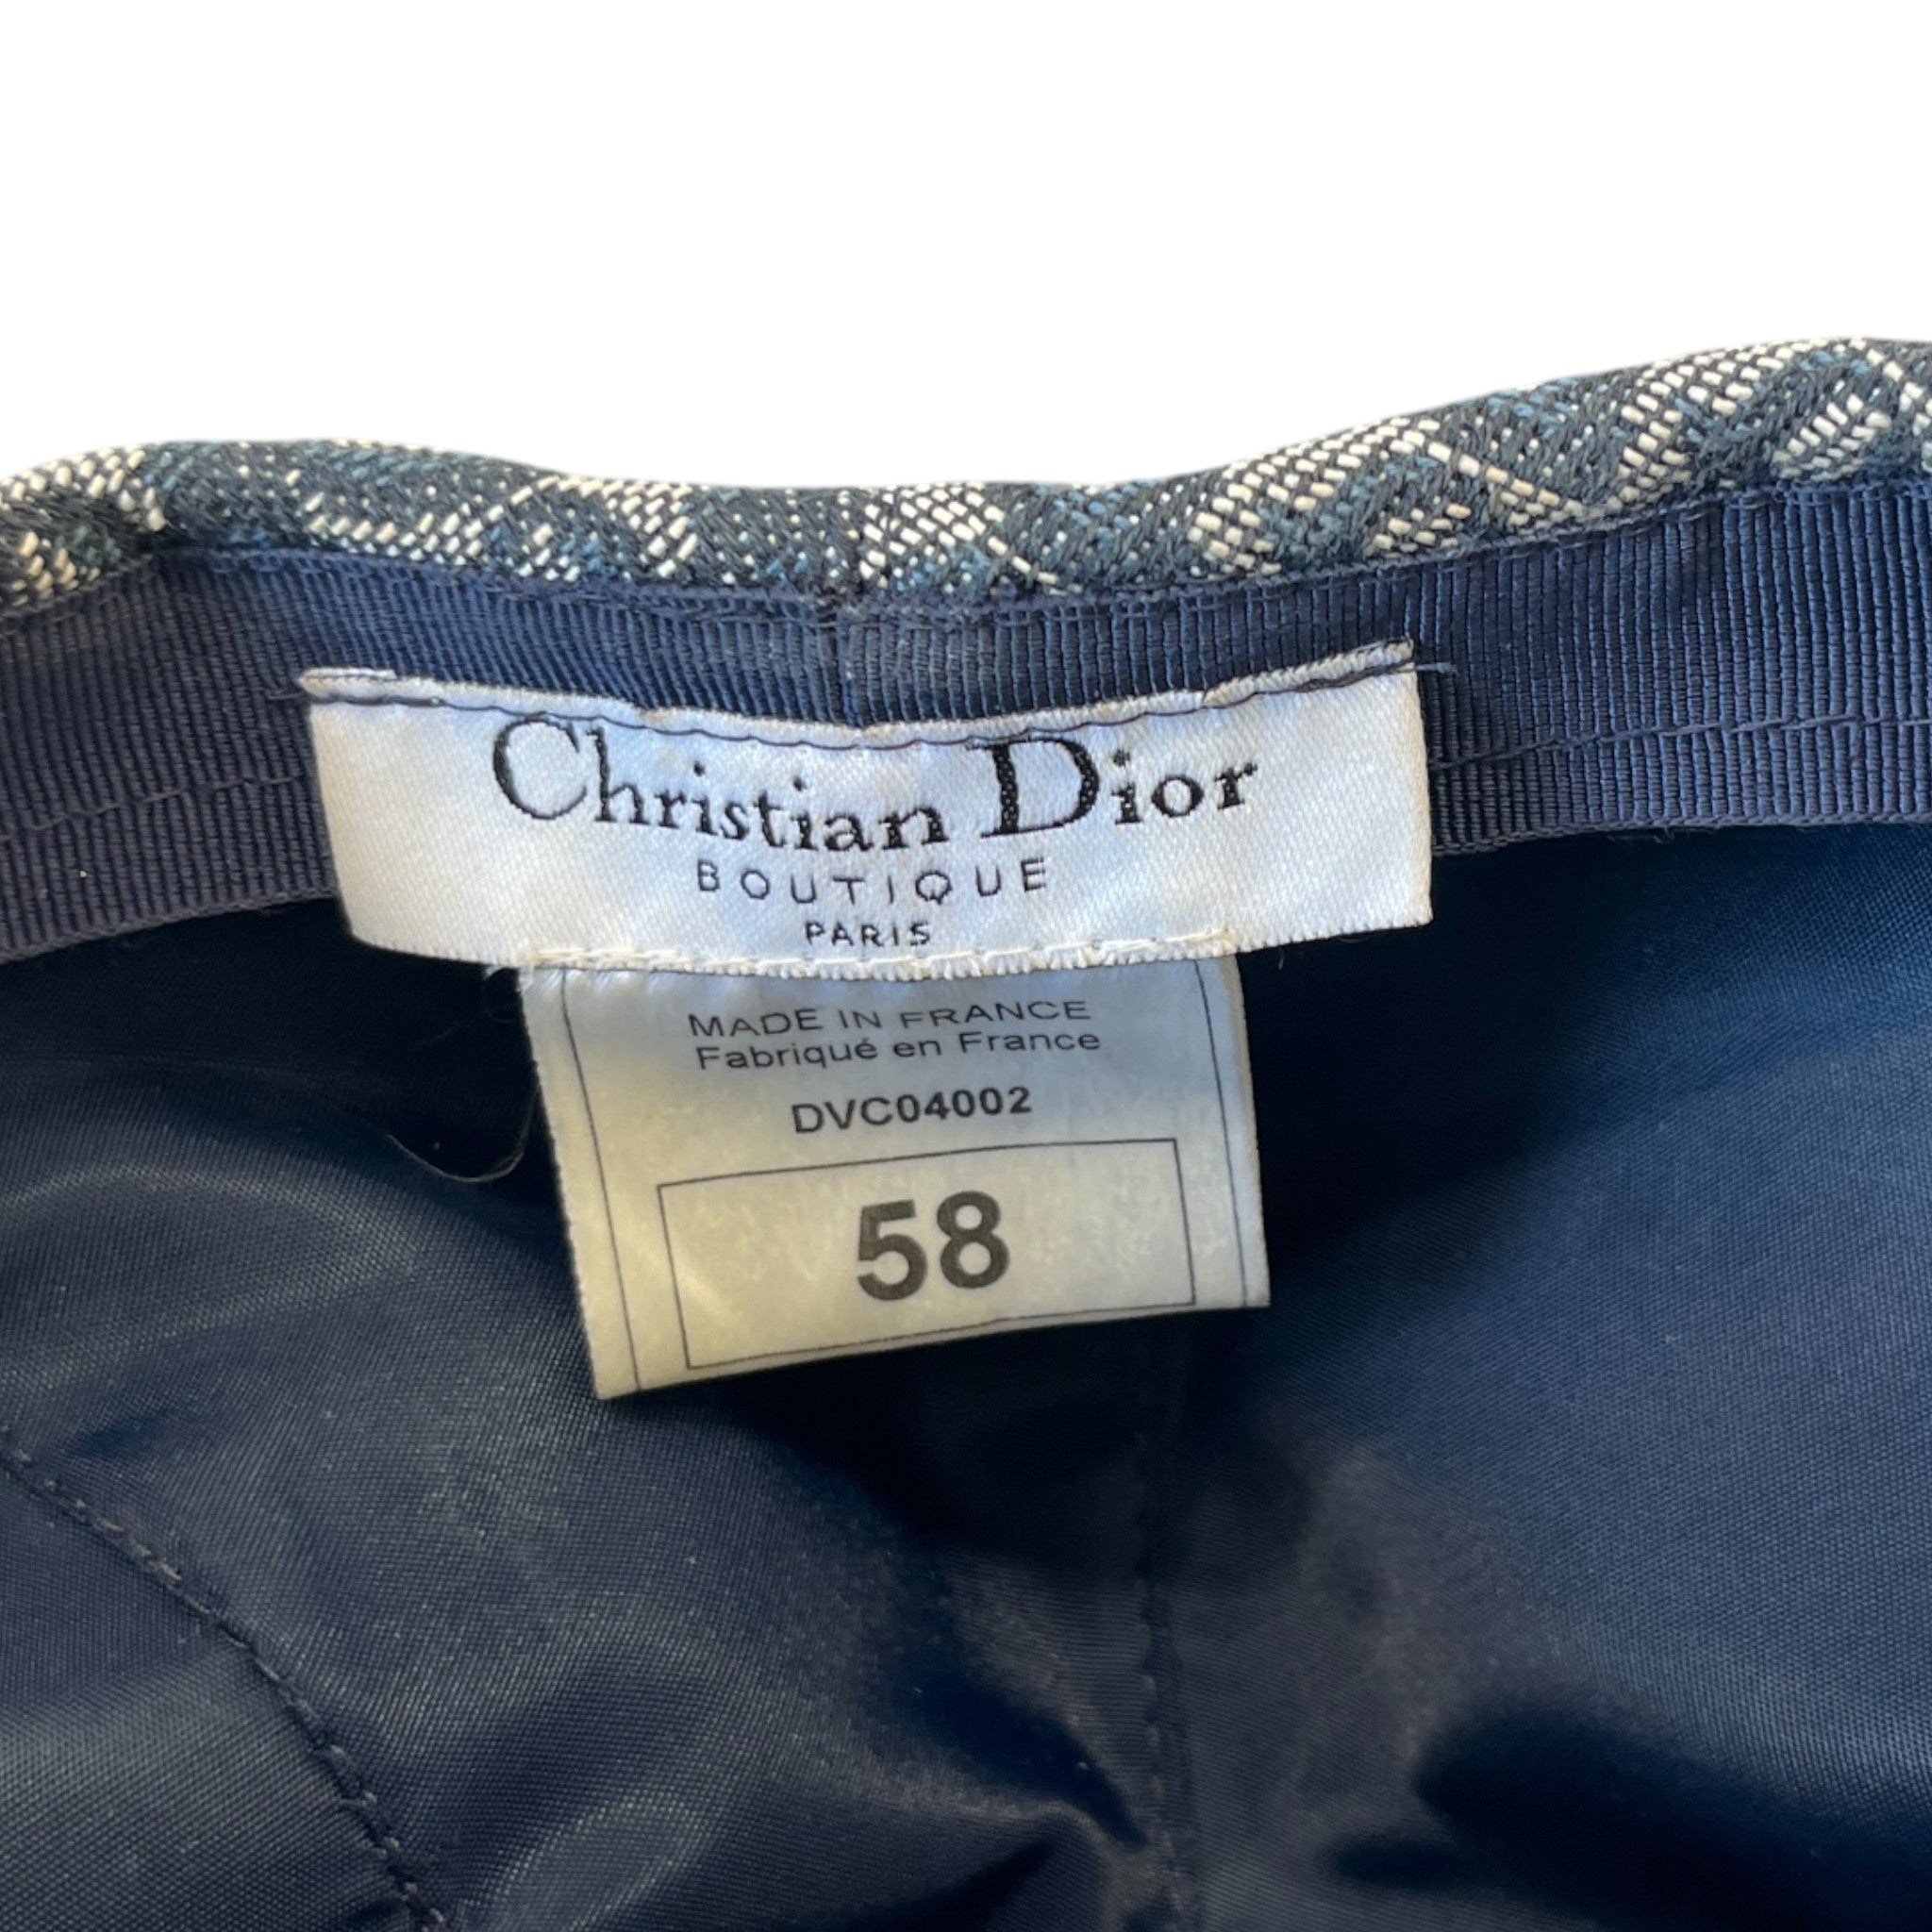 Christian Dior
BOUTIQUE
PARIS
MADE IN FRANCE
Fabriqué en France
DVC04002
58